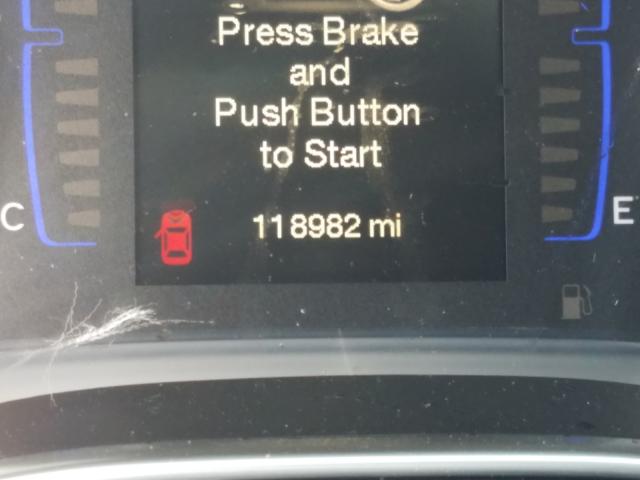 Press Brake
and
Push Button
to Start
C
118982 mi
E